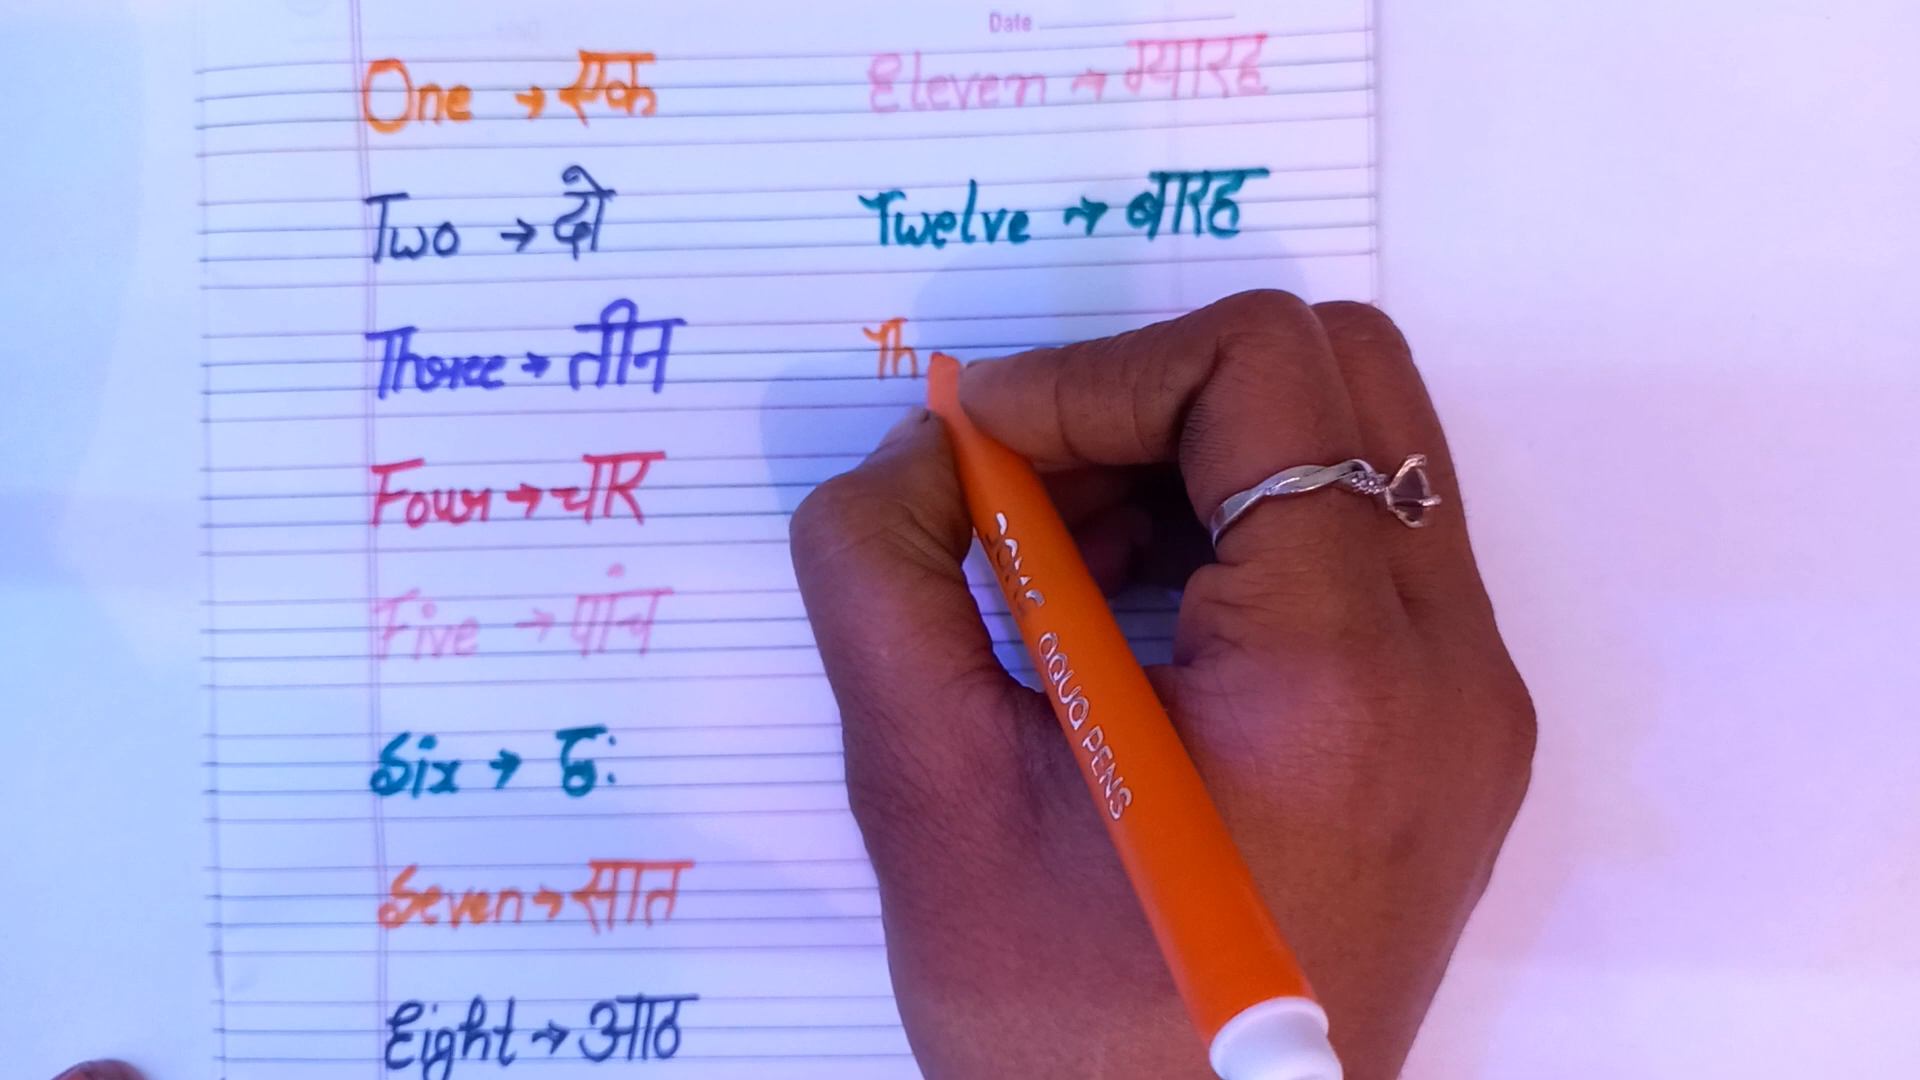 Date
One → एक
Two → दो
Three → तीन
Four → चार
Five → पांच
Six → छ:
Seven → सात
Eight → आठ
Eleven → ग्यारह
Twelve → बारह
Th
AQUA PENS